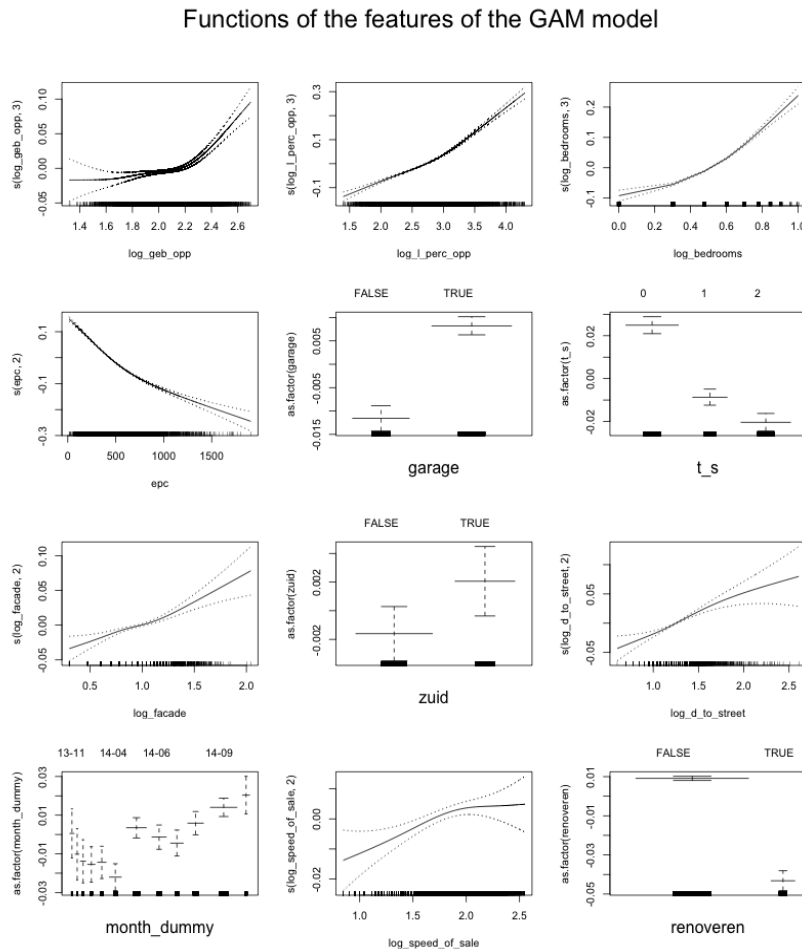 Functions of the features of the GAM model
s(log_geb_opp, 3)
0.10
0.05
0.00
-0.05
1.4 1.6 1.8 2.0 2.2 2.4 2.6
log_geb_opp
s(log_l_perc_opp, 3)
0.3
0.1
-0.1
1.5 2.0 2.5 3.0 3.5 4.0
log_l_perc_opp
s(log_bedrooms, 3)
0.2
0.1
0.0
-0.1
0.0 0.2 0.4 0.6 0.8 1.0
log_bedrooms
s(epc, 2)
0.1
-0.1
-0.3
0 500 1000 1500
epc
FALSE TRUE
as.factor(garage)
0.005
-0.005
-0.015
garage
0 1 2
as.factor(t_s)
0.02
0.00
-0.02
t_s
s(log_facade, 2)
0.10
0.05
0.00
-0.05
0.5 1.0 1.5 2.0
log_facade
FALSE TRUE
as.factor(zuid)
0.002
-0.002
zuid
s(log_d_to_street, 2)
0.05
-0.05
1.0 1.5 2.0 2.5
log_d_to_street
13-11 14-04 14-06 14-09
as.factor(month_dummy)
0.03
0.01
-0.01
-0.03
month_dummy
s(log_speed_of_sale, 2)
0.00
-0.02
1.0 1.5 2.0 2.5
log_speed_of_sale
FALSE TRUE
as.factor(renoveren)
0.01
-0.01
-0.03
-0.05
renoveren